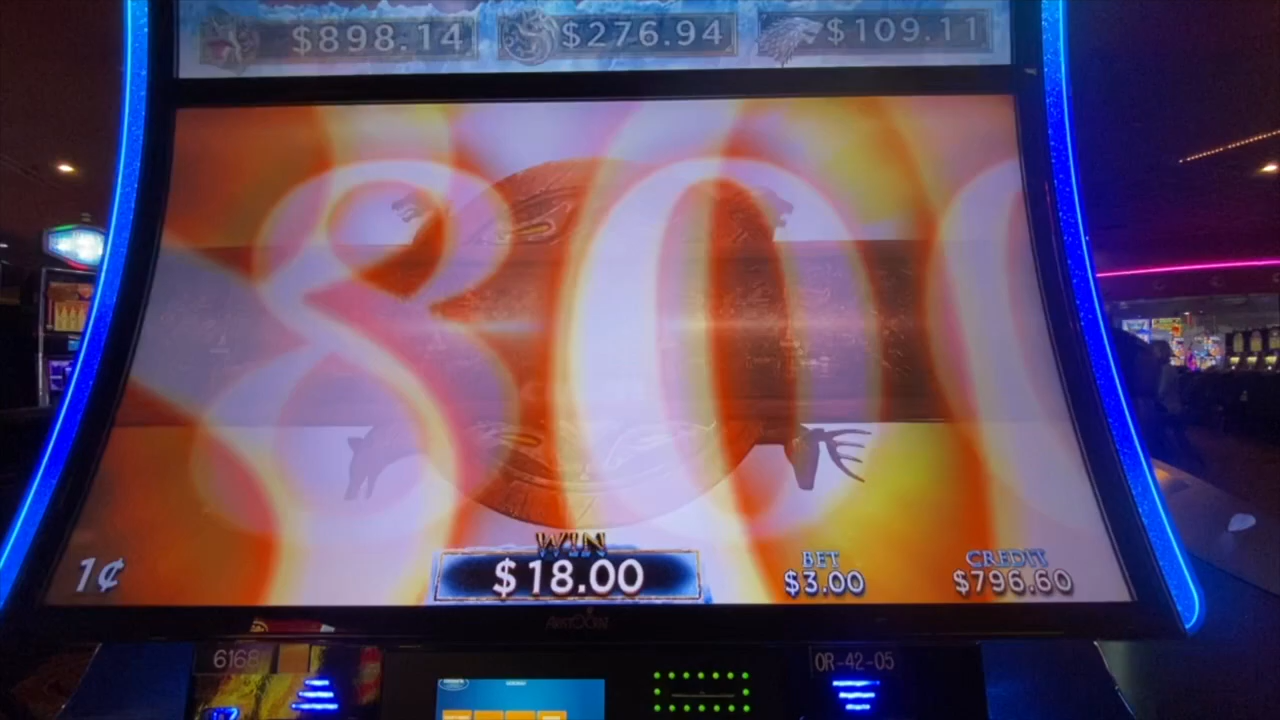 $898.14 $276.94 $109.11
80
WIN
$18.00
1¢
BET
$3.00
CREDIT
$796.60
6168
OR-42-05